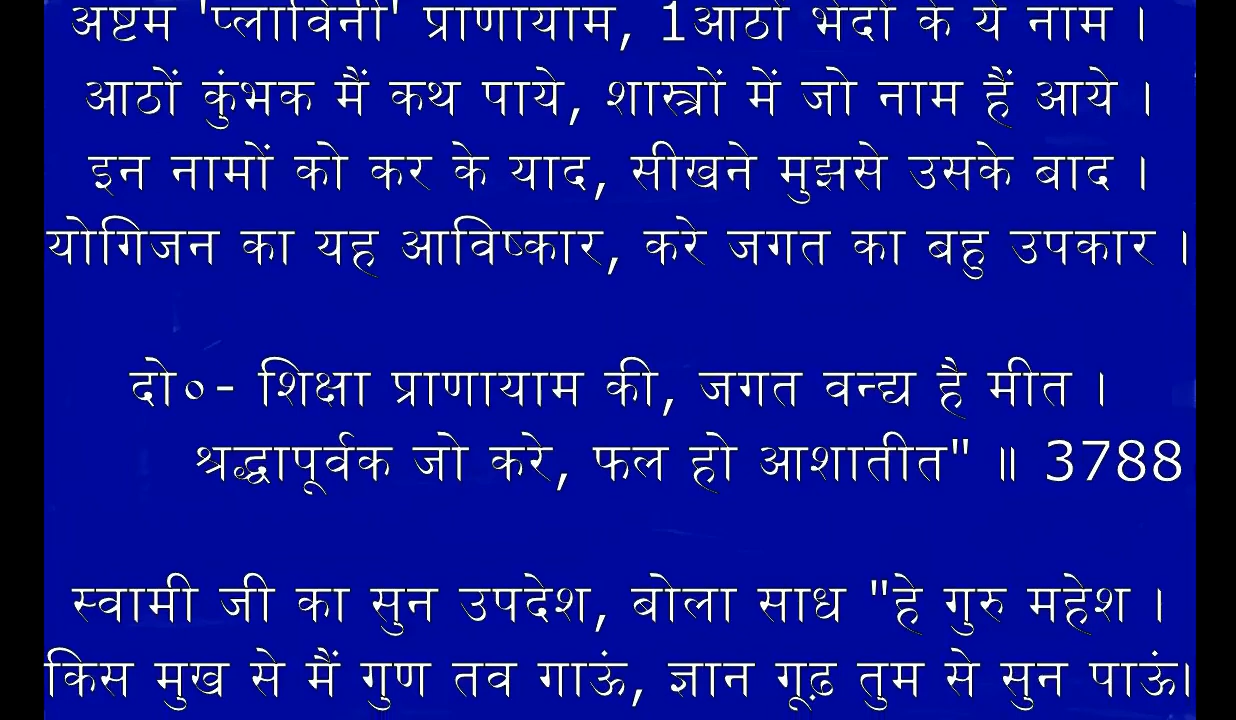 अष्टम 'प्लाविनी' प्राणायाम, 1आठों भेदों के ये नाम ।
आठों कुंभक मैं कथ पाये, शास्त्रों में जो नाम हैं आये ।
इन नामों को कर के याद, सीखने मुझसे उसके बाद ।
योगिजन का यह आविष्कार, करे जगत का बहु उपकार ।
दो०- शिक्षा प्राणायाम की, जगत वन्द्य है मीत ।
श्रद्धापूर्वक जो करे, फल हो आशातीत" ॥ 3788
स्वामी जी का सुन उपदेश, बोला साध "हे गुरु महेश ।
किस मुख से मैं गुण तव गाऊं, ज्ञान गूढ़ तुम से सुन पाऊं।